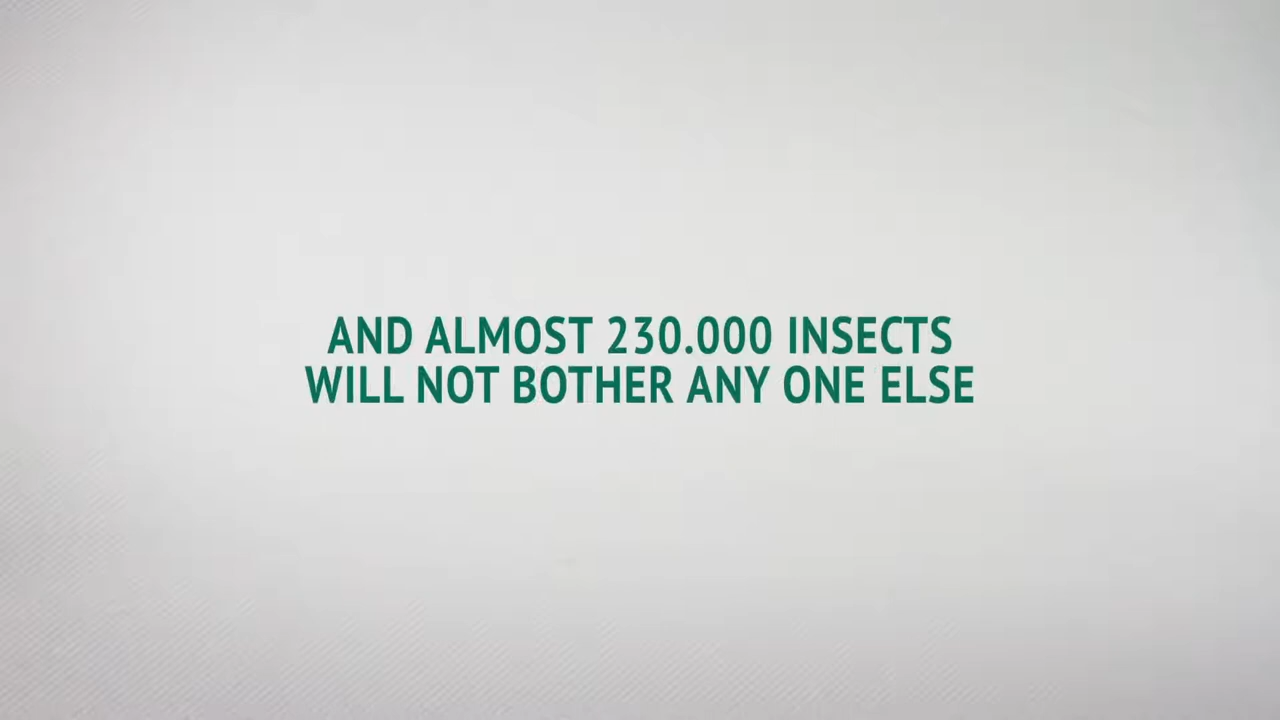 AND ALMOST 230.000 INSECTS
WILL NOT BOTHER ANY ONE ELSE